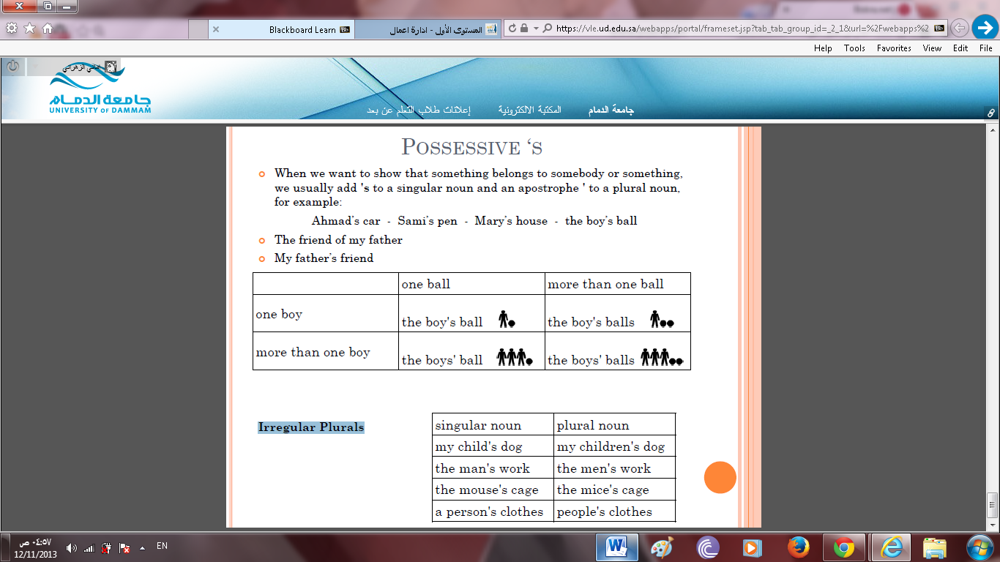 Blackboard Learn
المستوى الأول - ادارة اعمال
https://vle.ud.edu.sa/webapps/portal/frameset.jsp?tab_tab_group_id=_2_1&url=%2Fwebapps%2
Help Tools Favorites View Edit File
جامعة الدمام
UNIVERSITY OF DAMMAM
جامعة الدمام
المكتبة الالكترونية
إعلانات طلاب التعلم عن بعد
POSSESSIVE ‘S
When we want to show that something belongs to somebody or something,
we usually add 's to a singular noun and an apostrophe ' to a plural noun,
for example:
Ahmad’s car - Sami’s pen - Mary’s house - the boy’s ball
The friend of my father
My father’s friend
one ball more than one ball
one boy the boy's ball the boy's balls
more than one boy the boys' ball the boys' balls
Irregular Plurals
singular noun plural noun
my child's dog my children's dog
the man's work the men's work
the mouse's cage the mice's cage
a person's clothes people's clothes
٠٤:٥٧ ص
12/11/2013
EN